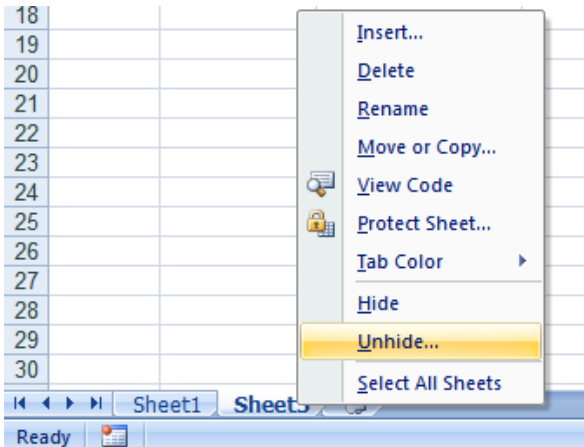 18
19
20
21
22
23
24
25
26
27
28
29
30
Insert...
Delete
Rename
Move or Copy...
View Code
Protect Sheet...
Tab Color
Hide
Unhide...
Select All Sheets
Sheet1 Sheet3
Ready